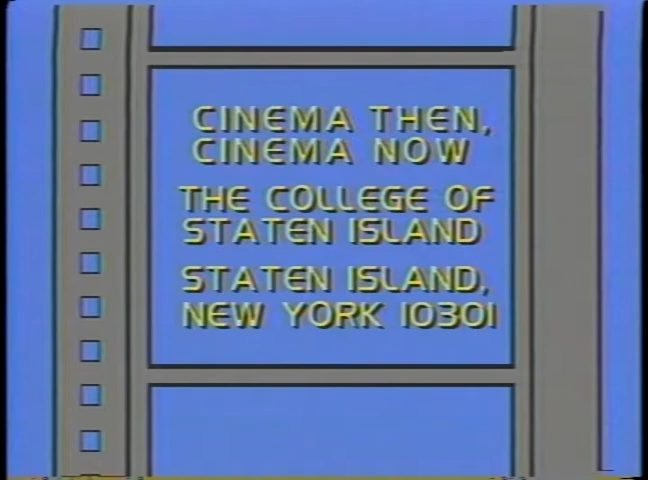 CINEMA THEN,
CINEMA NOW
THE COLLEGE OF
STATEN ISLAND
STATEN ISLAND,
NEW YORK 10301